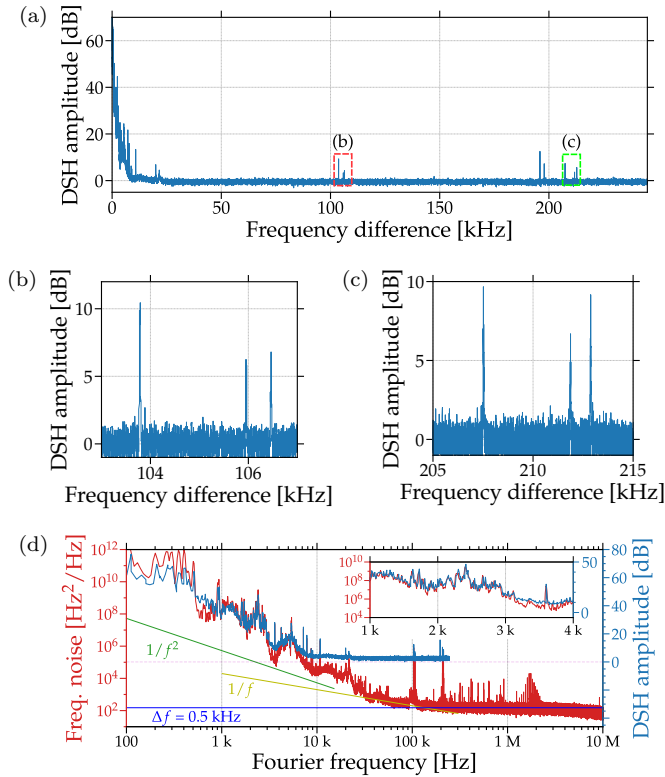 (a)
DSH amplitude [dB]
60
40
20
0
(b)
(c)
0
50
100
150
200
Frequency difference [kHz]
(b)
DSH amplitude [dB]
10
5
0
104
106
Frequency difference [kHz]
(c)
DSH amplitude [dB]
10
5
0
205
210
215
Frequency difference [kHz]
(d)
Freq. noise [Hz²/Hz]
10¹²
10¹⁰
10⁸
10⁶
10⁴
10²
1/f²
1/f
Δf = 0.5 kHz
10¹⁰
10⁸
10⁶
10⁴
50
0
1 k
2 k
3 k
4 k
80
60
40
20
0
DSH amplitude [dB]
100
1 k
10 k
100 k
1 M
10 M
Fourier frequency [Hz]